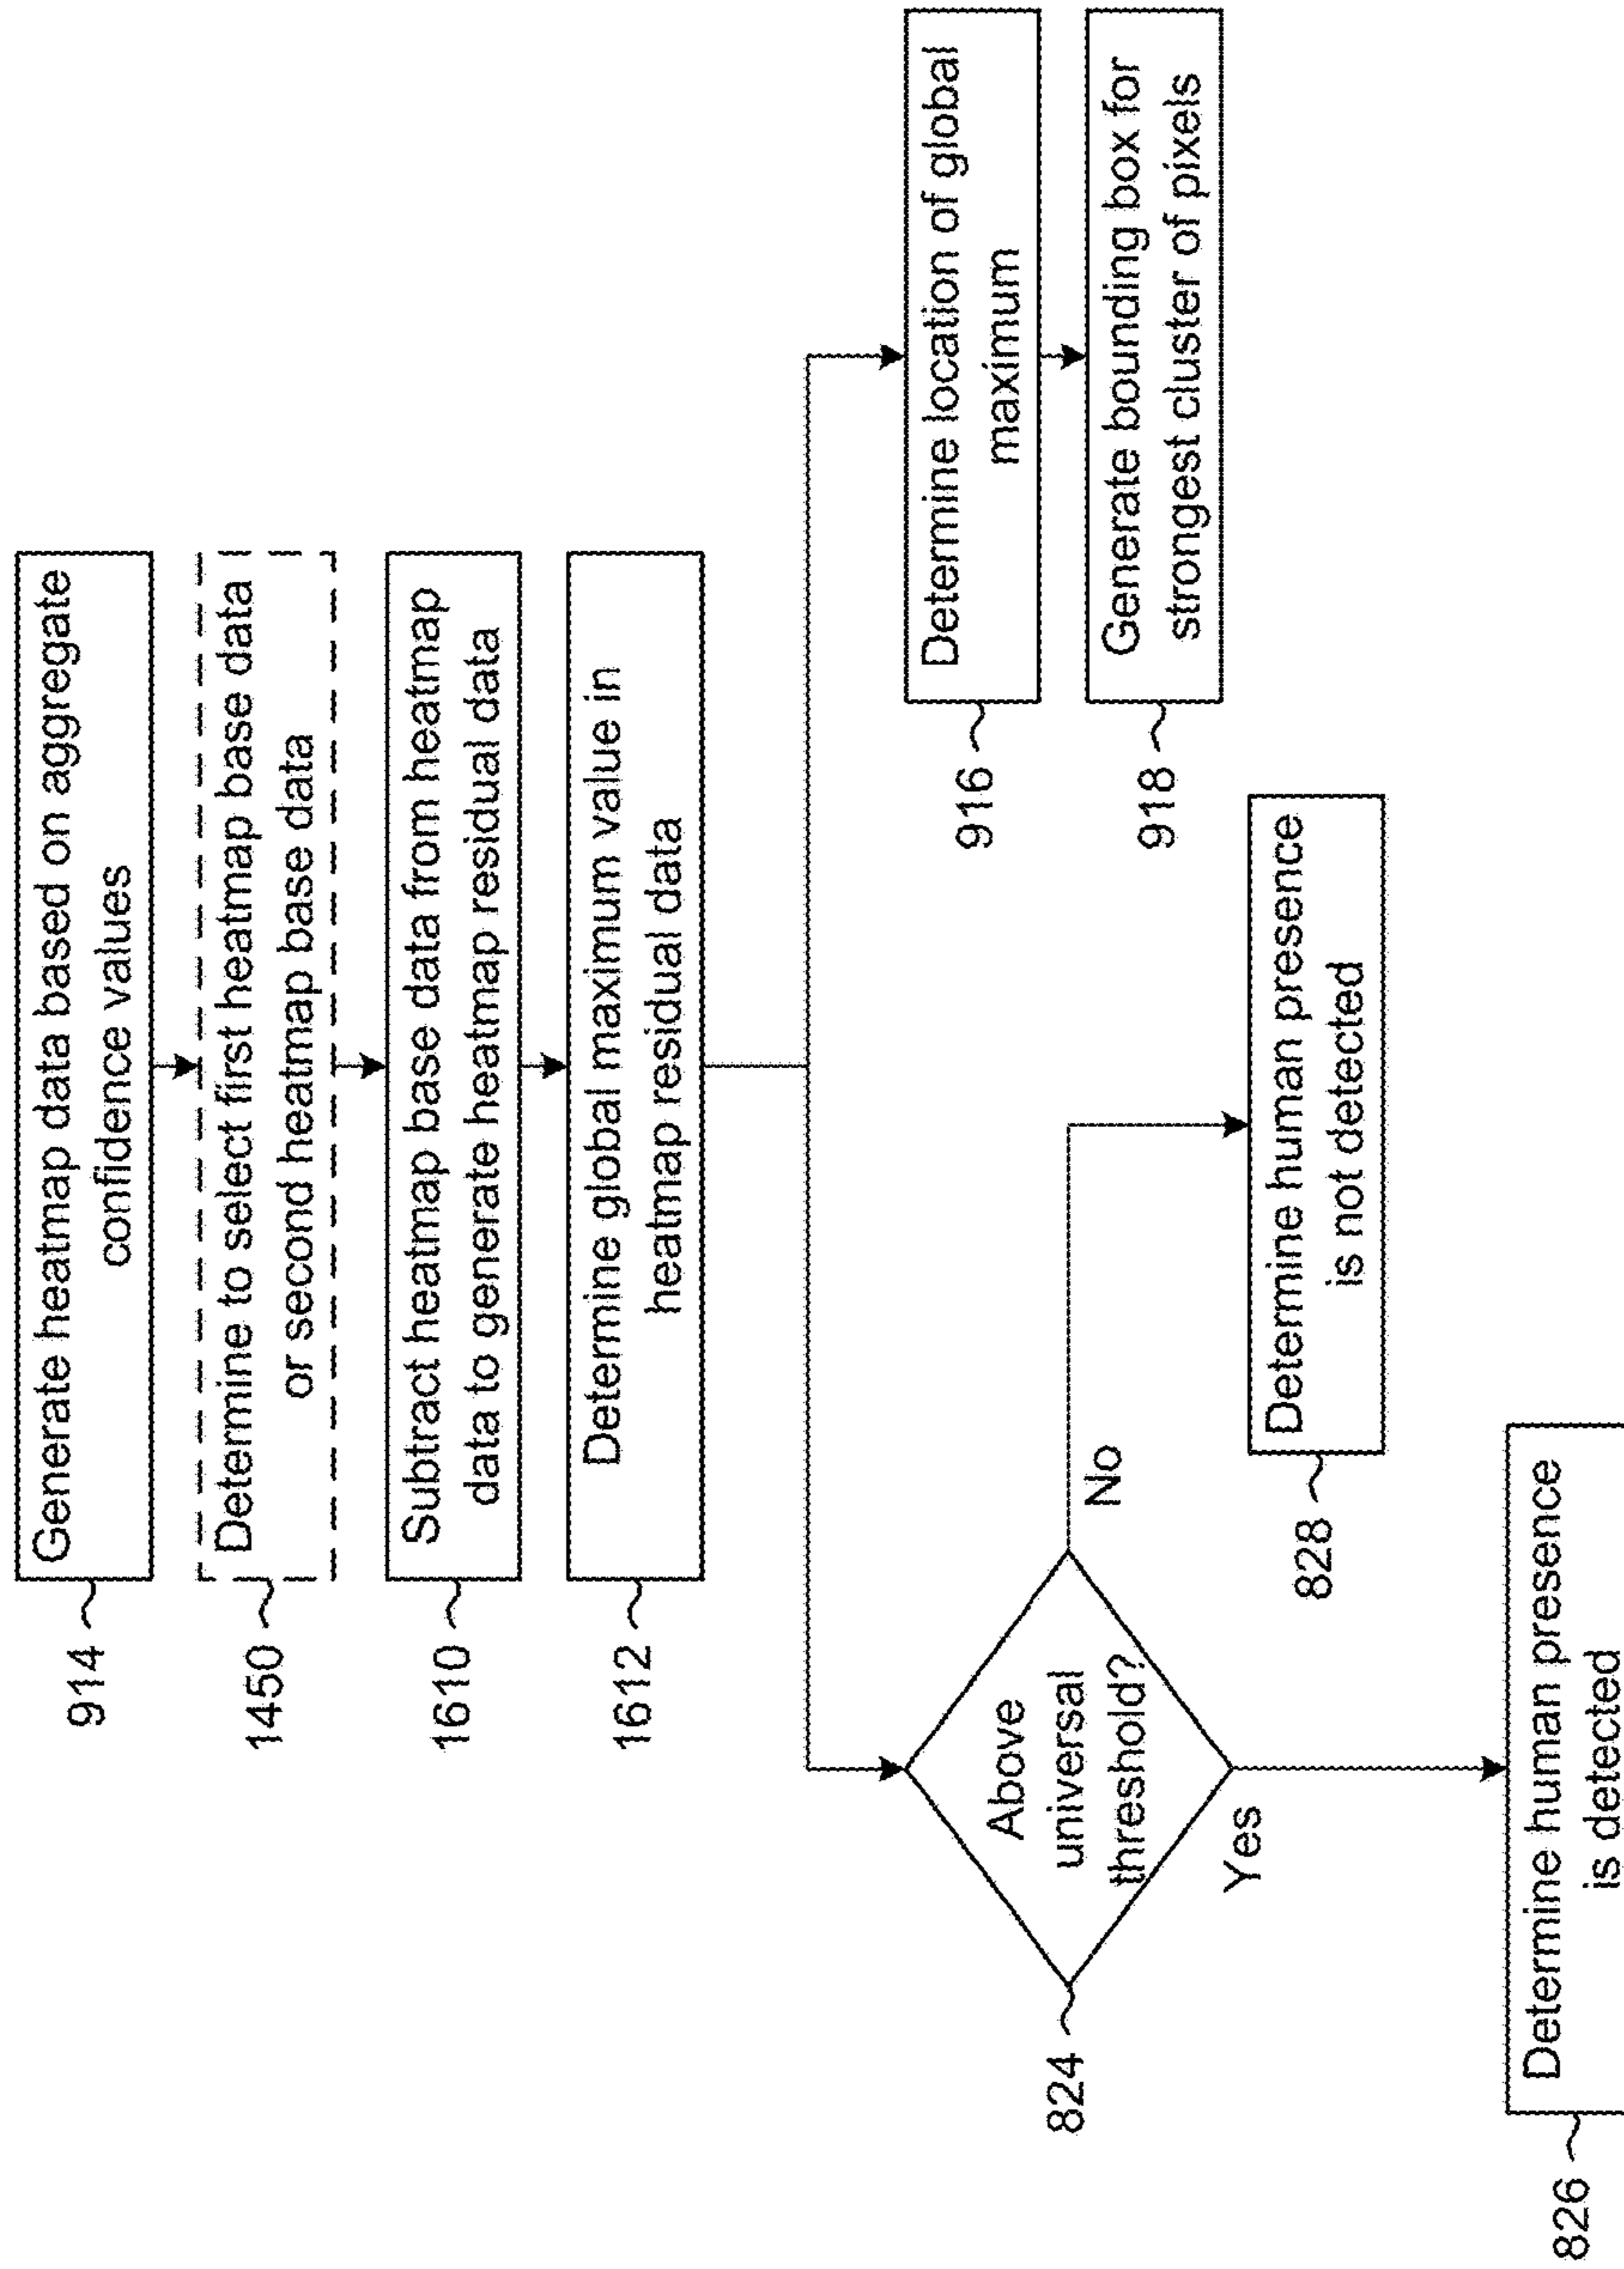 914
Generate heatmap data based on aggregate
confidence values
1450
Determine to select first heatmap base data
or second heatmap base data
1610
Subtract heatmap base data from heatmap
data to generate heatmap residual data
1612
Determine global maximum value in
heatmap residual data
824
Above
universal
threshold?
No
Yes
916
Determine location of global
maximum
918
Generate bounding box for
strongest cluster of pixels
828
Determine human presence
is not detected
826
Determine human presence
is detected